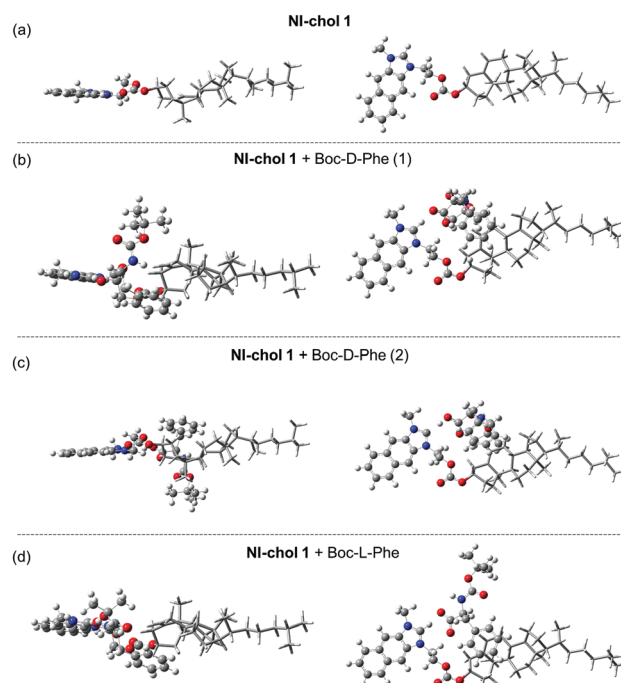 (a)
NI-chol 1
(b)
NI-chol 1 + Boc-D-Phe (1)
(c)
NI-chol 1 + Boc-D-Phe (2)
(d)
NI-chol 1 + Boc-L-Phe